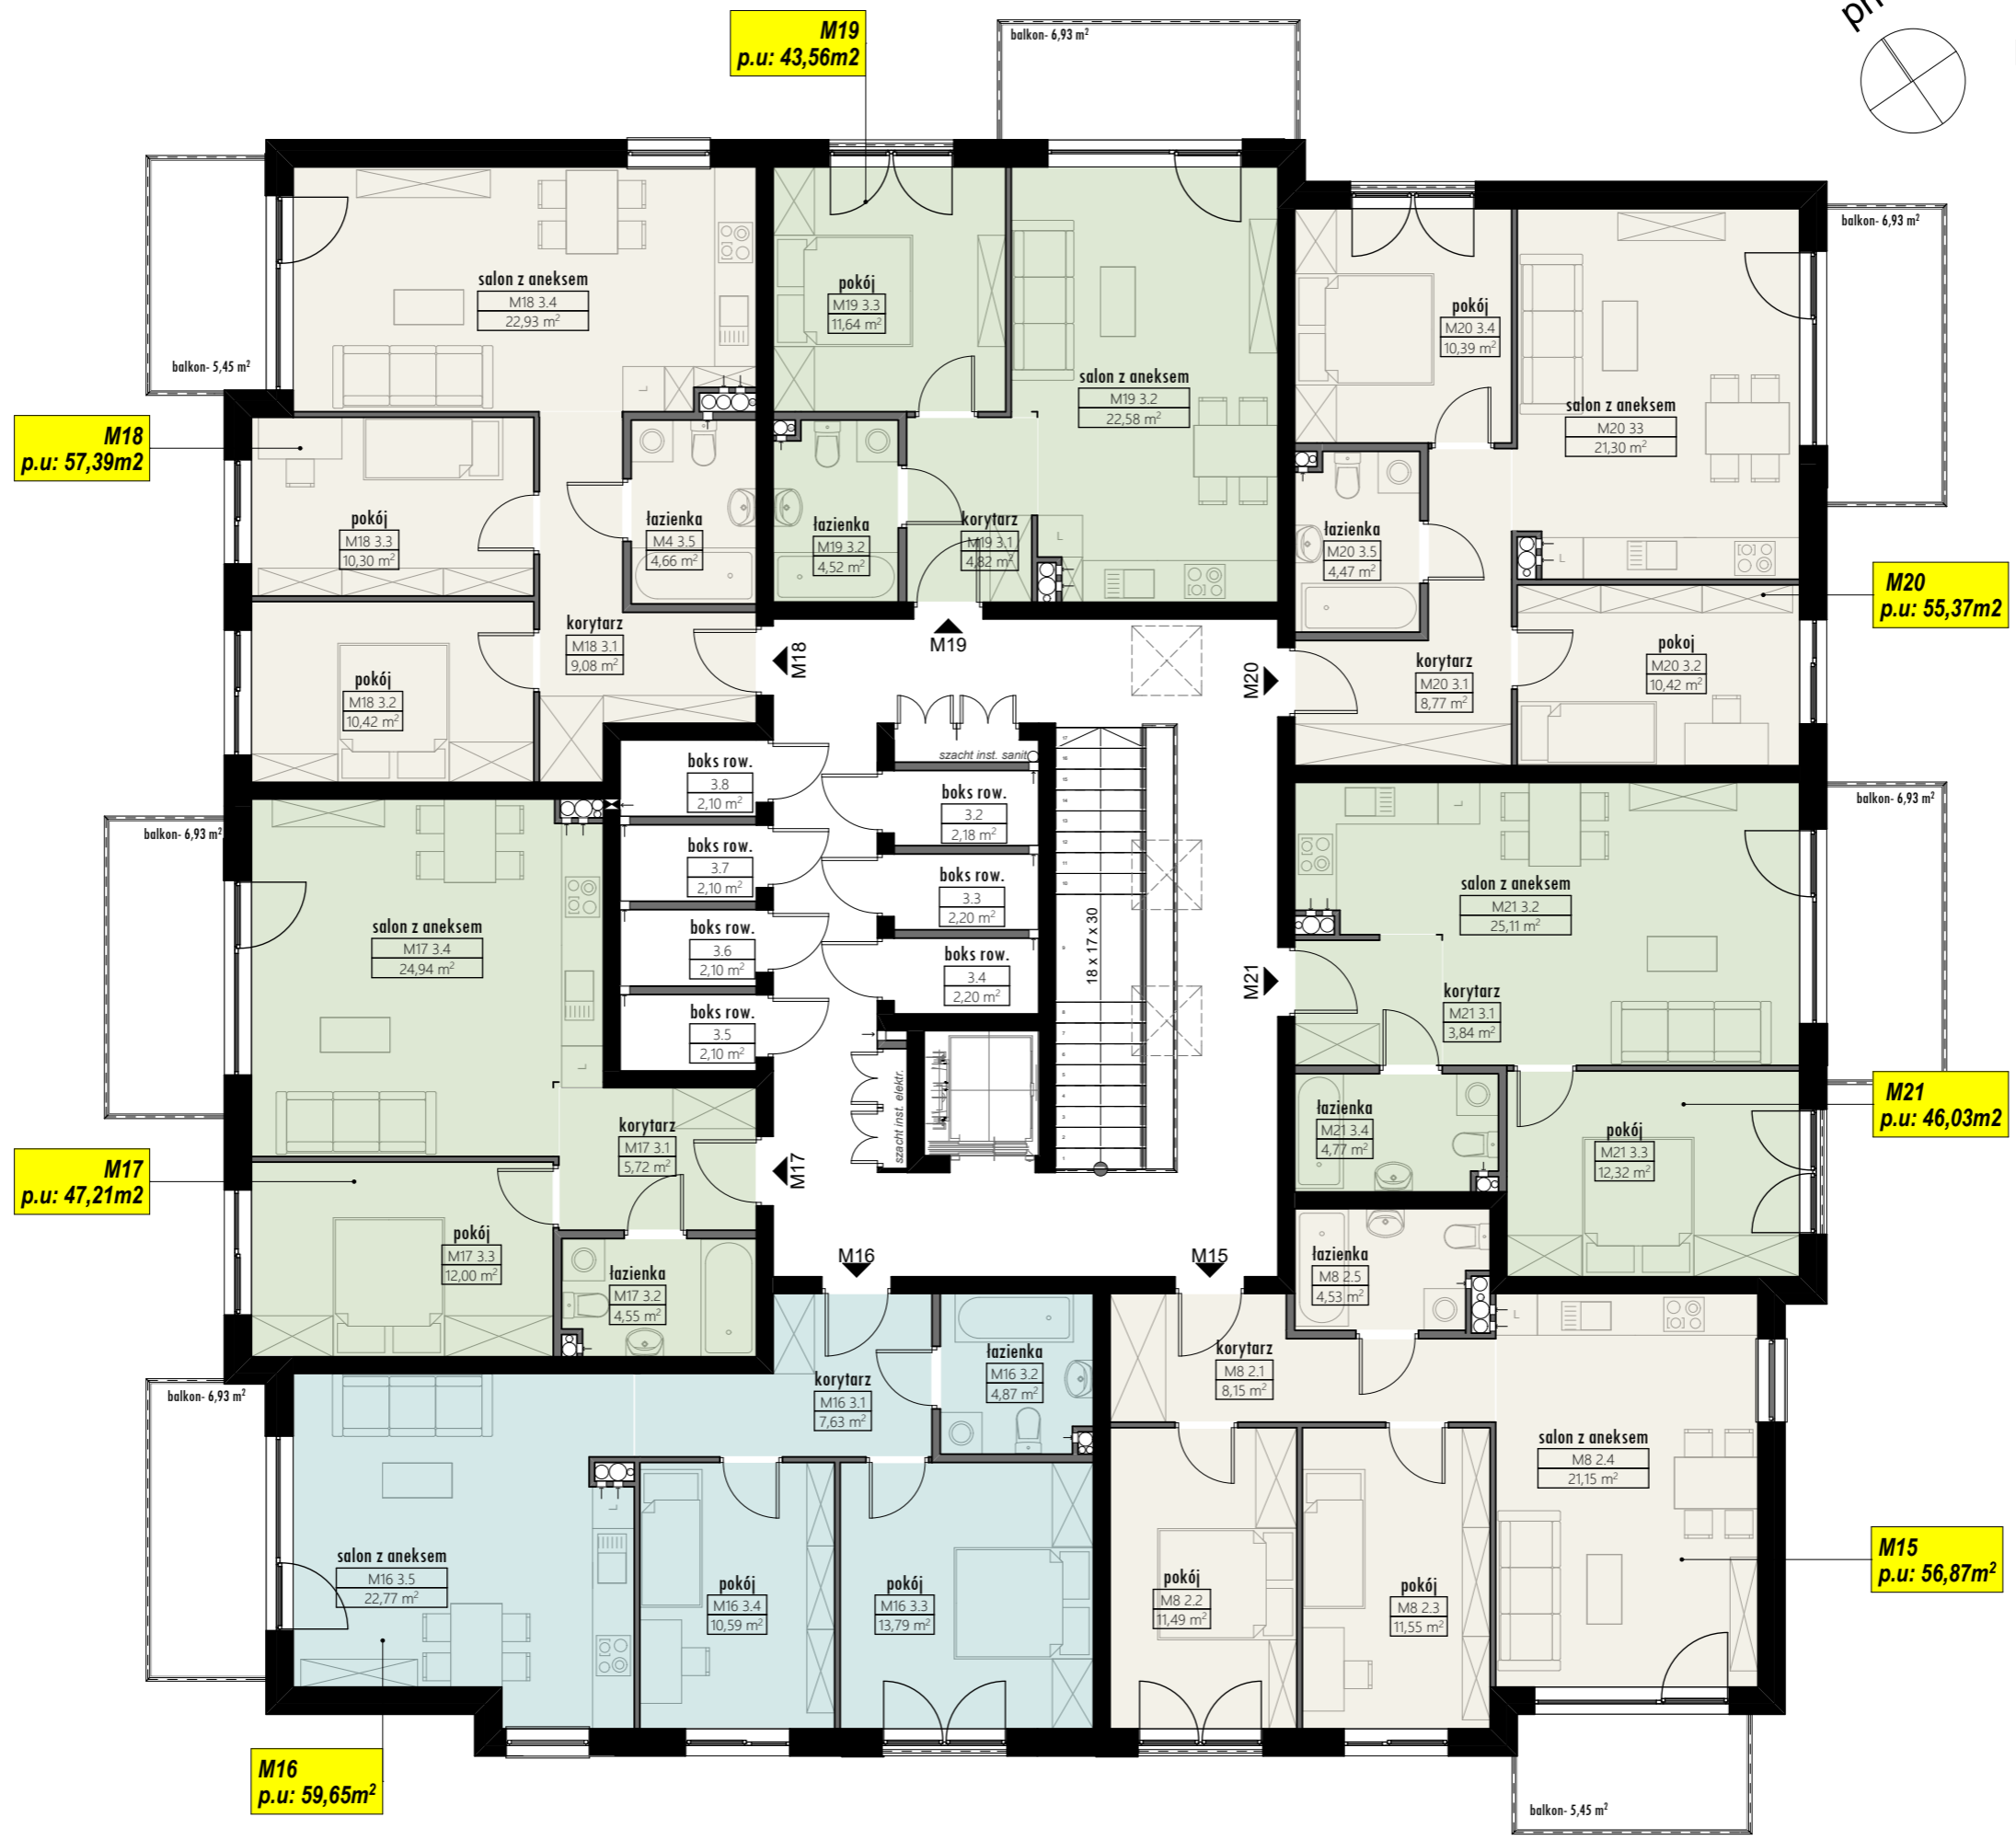 pn
M19
p.u: 43,56m2
balkon- 6,93 m²
balkon- 6,93 m²
salon z aneksem
M18 3.4
22,93 m²
pokój
M19 3.3
11,64 m²
salon z aneksem
M19 3.2
22,58 m²
pokój
M20 3.4
10,39 m²
salon z aneksem
M20 33
21,30 m²
balkon- 5,45 m²
M18
p.u: 57,39m2
pokój
M18 3.3
10,30 m²
łazienka
M4 3.5
4,66 m²
łazienka
M19 3.2
4,52 m²
korytarz
M19 3.1
4,82 m²
L
L
łazienka
M20 3.5
4,47 m²
L
M20
p.u: 55,37m2
pokój
M18 3.2
10,42 m²
korytarz
M18 3.1
9,08 m²
M18
M19
M20
korytarz
M20 3.1
8,77 m²
pokoj
M20 3.2
10,42 m²
szacht inst. sanit
boks row.
3.8
2,10 m²
boks row.
3.2
2,18 m²
boks row.
3.7
2,10 m²
boks row.
3.3
2,20 m²
boks row.
3.6
2,10 m²
boks row.
3.4
2,20 m²
boks row.
3.5
2,10 m²
18 x 17 x 30
szacht inst. elektr.
balkon- 6,93 m²
balkon- 6,93 m²
L
salon z aneksem
M17 3.4
24,94 m²
L
salon z aneksem
M21 3.2
25,11 m²
M21
korytarz
M21 3.1
3,84 m²
M21
p.u: 46,03m2
łazienka
M21 3.4
4,77 m²
pokój
M21 3.3
12,32 m²
M17
p.u: 47,21m2
korytarz
M17 3.1
5,72 m²
M17
pokój
M17 3.3
12,00 m²
łazienka
M17 3.2
4,55 m²
M16
M15
łazienka
M8 2.5
4,53 m²
L
balkon- 6,93 m²
korytarz
M16 3.1
7,63 m²
łazienka
M16 3.2
4,87 m²
korytarz
M8 2.1
8,15 m²
salon z aneksem
M8 2.4
21,15 m²
L
salon z aneksem
M16 3.5
22,77 m²
pokój
M16 3.4
10,59 m²
pokój
M16 3.3
13,79 m²
pokój
M8 2.2
11,49 m²
pokój
M8 2.3
11,55 m²
M15
p.u: 56,87m²
M16
p.u: 59,65m²
balkon- 5,45 m²